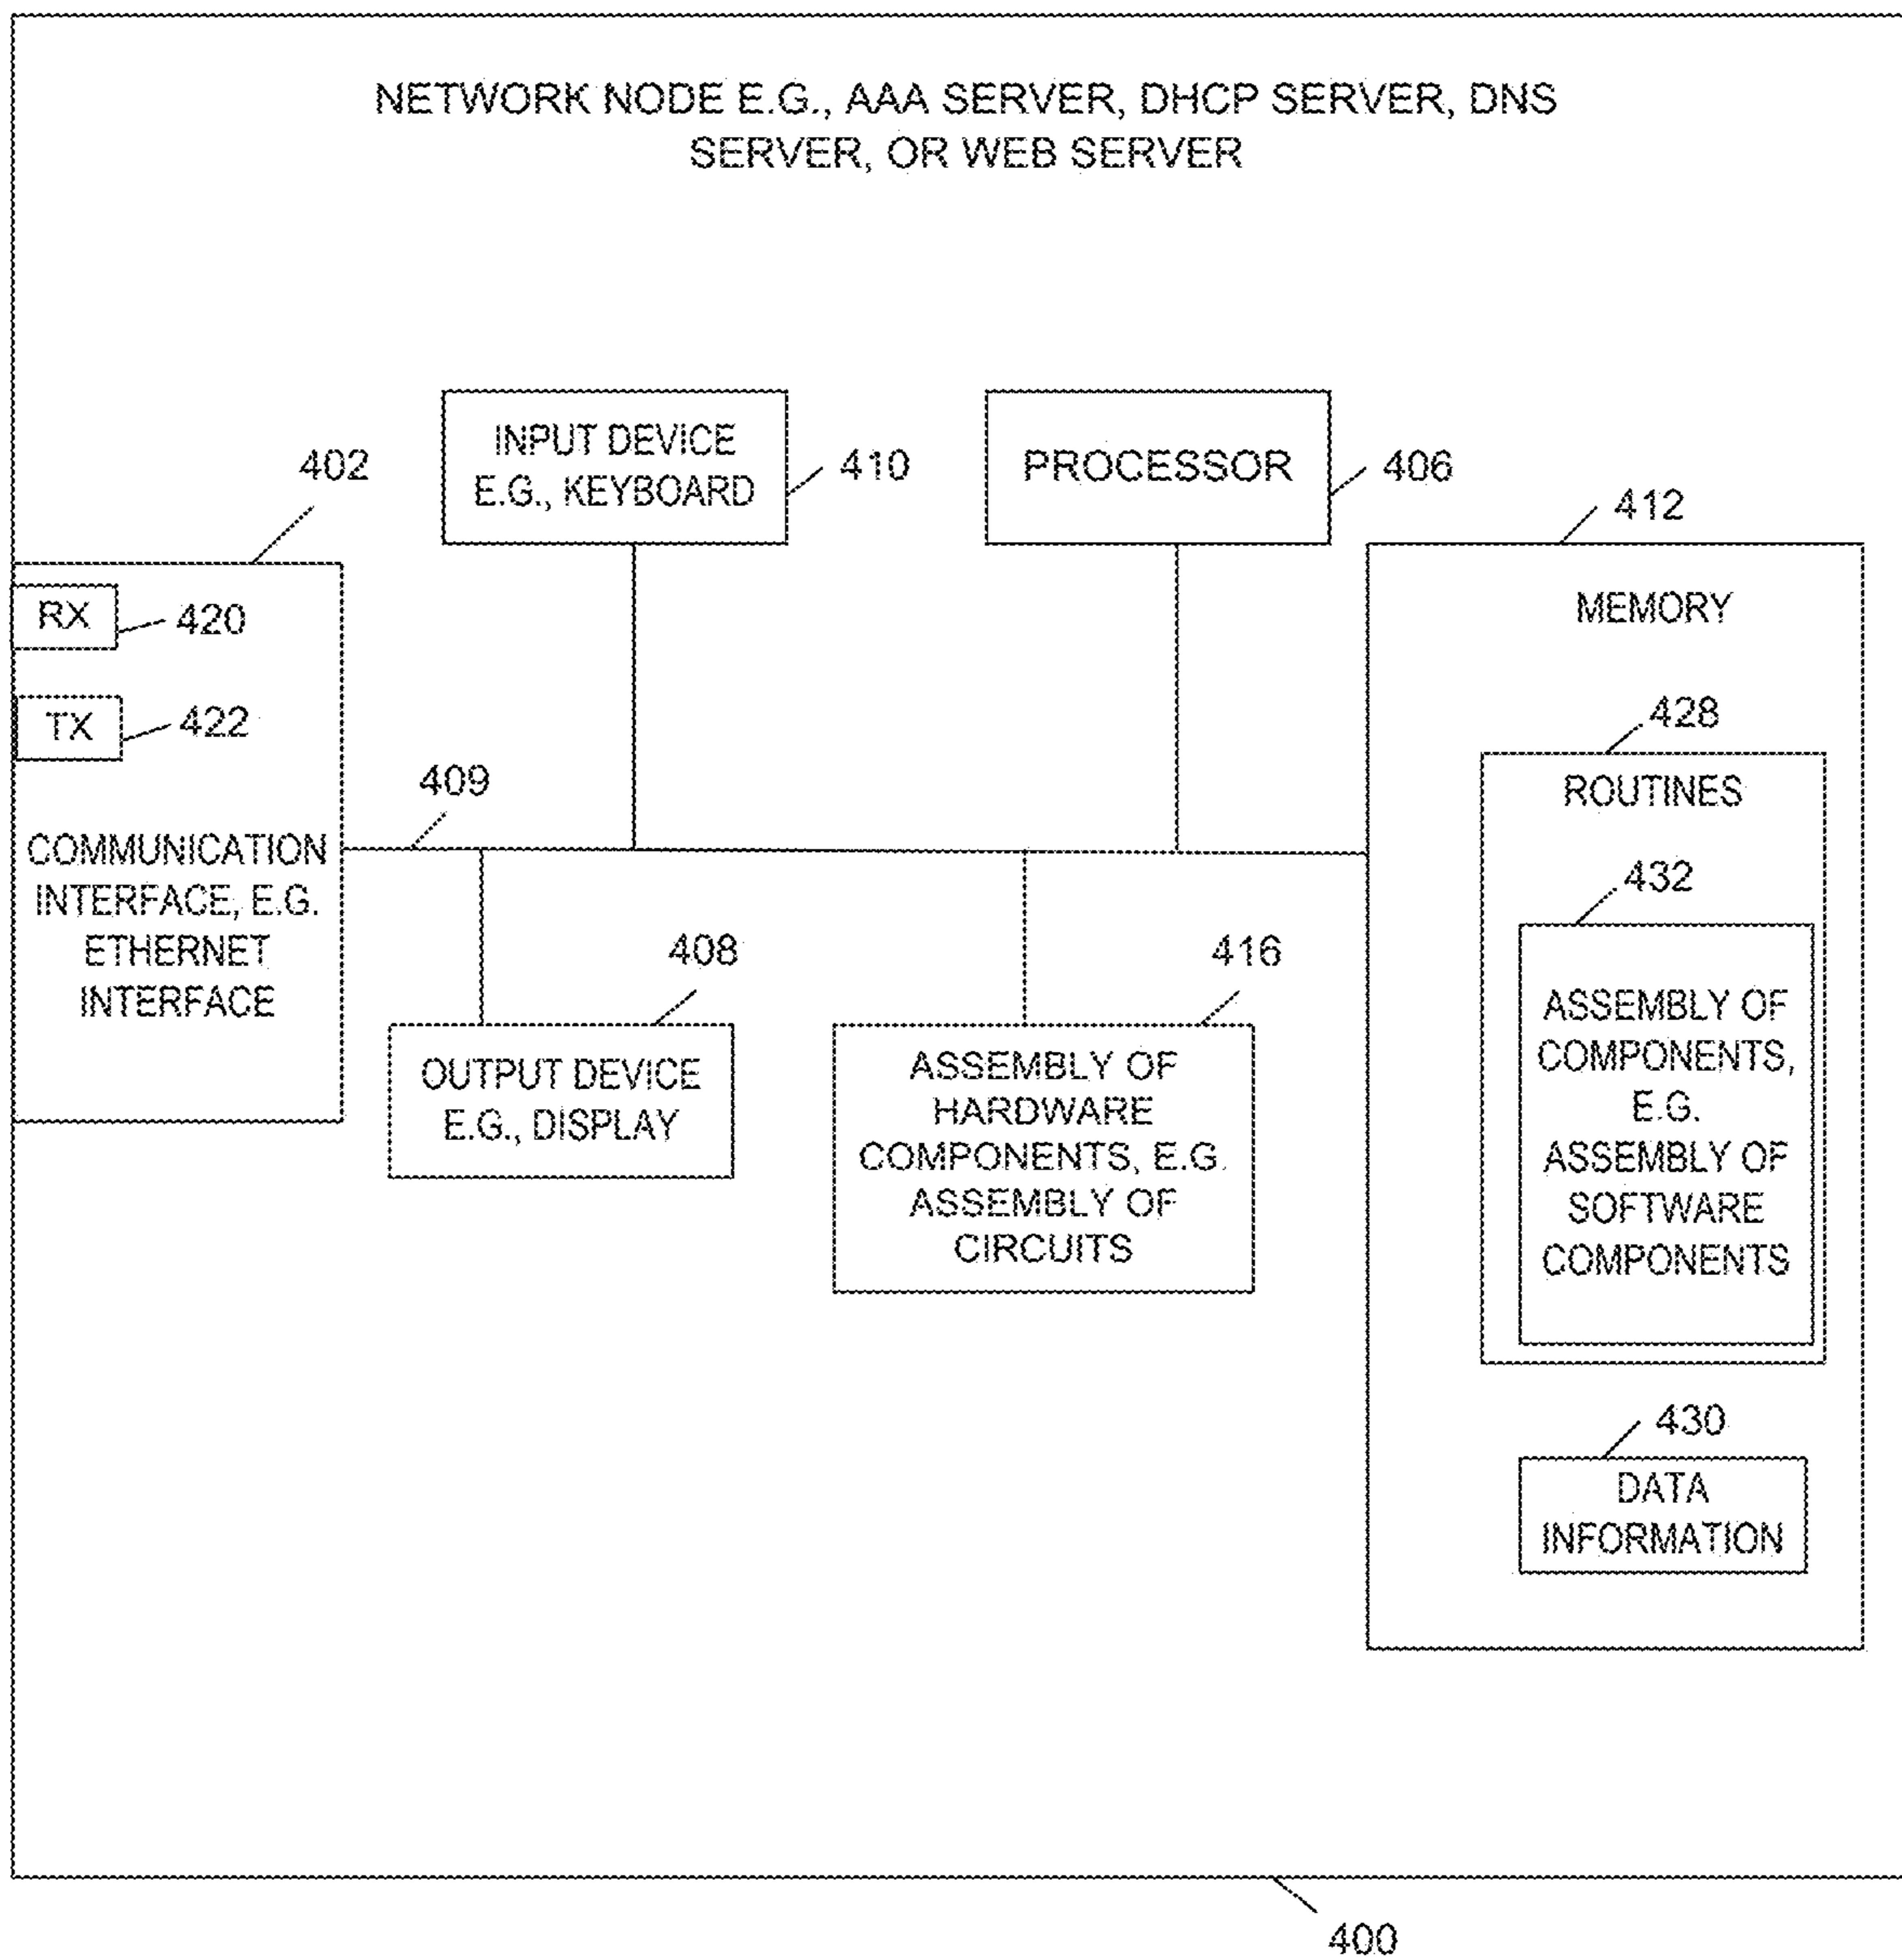 NETWORK NODE E.G., AAA SERVER, DHCP SERVER, DNS
SERVER, OR WEB SERVER
402
INPUT DEVICE
E.G., KEYBOARD
410
PROCESSOR
406
412
RX
420
TX
422
COMMUNICATION
INTERFACE, E.G.
ETHERNET
INTERFACE
409
408
OUTPUT DEVICE
E.G., DISPLAY
416
ASSEMBLY OF
HARDWARE
COMPONENTS, E.G.
ASSEMBLY OF
CIRCUITS
MEMORY
428
ROUTINES
432
ASSEMBLY OF
COMPONENTS,
E.G.
ASSEMBLY OF
SOFTWARE
COMPONENTS
430
DATA
INFORMATION
400